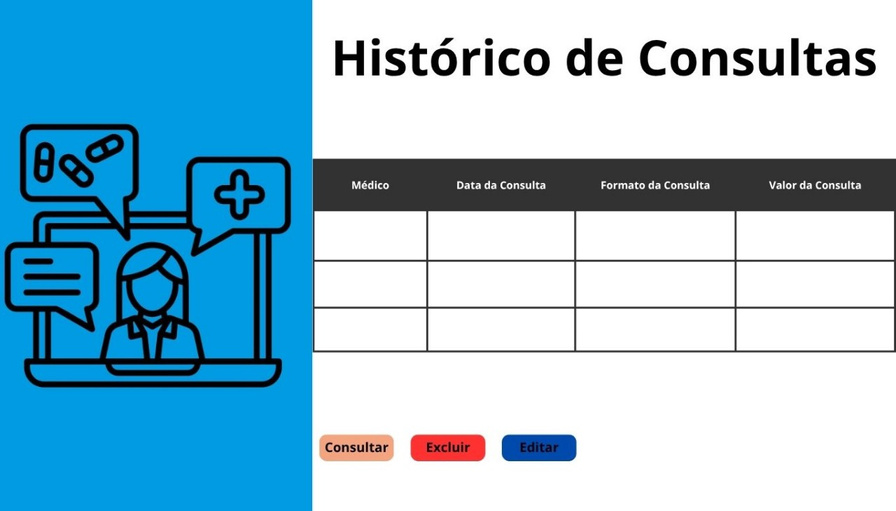 Histórico de Consultas
Médico Data da Consulta Formato da Consulta Valor da Consulta
Consultar Excluir Editar